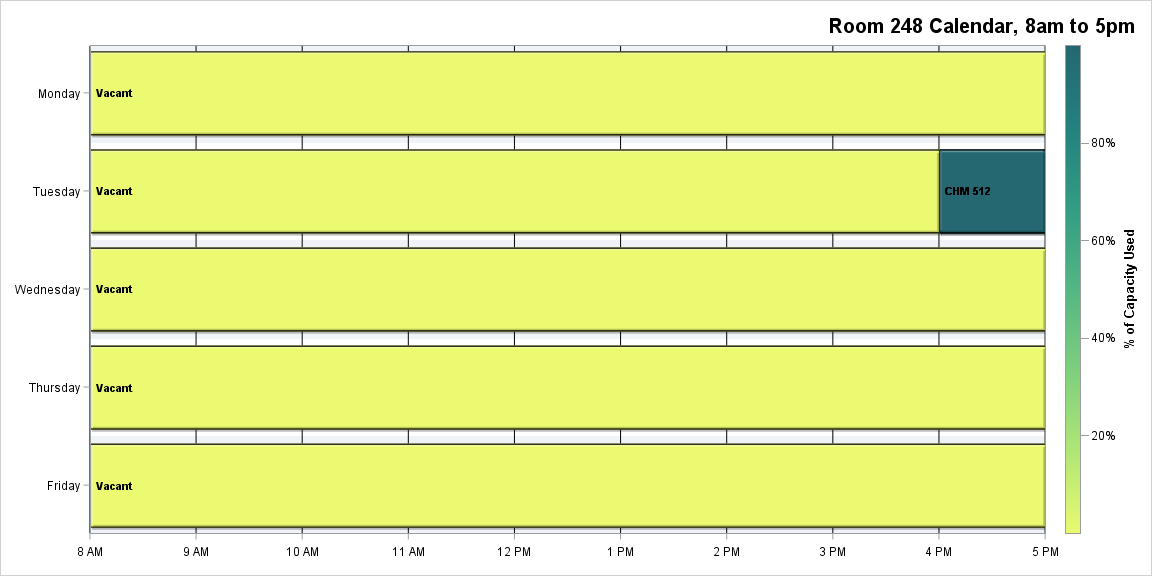 Room 248 Calendar, 8am to 5pm
Monday
Vacant
Tuesday
Vacant
CHM 512
Wednesday
Vacant
Thursday
Vacant
Friday
Vacant
8 AM 9 AM 10 AM 11 AM 12 PM 1 PM 2 PM 3 PM 4 PM 5 PM
80%
60%
40%
20%
% of Capacity Used